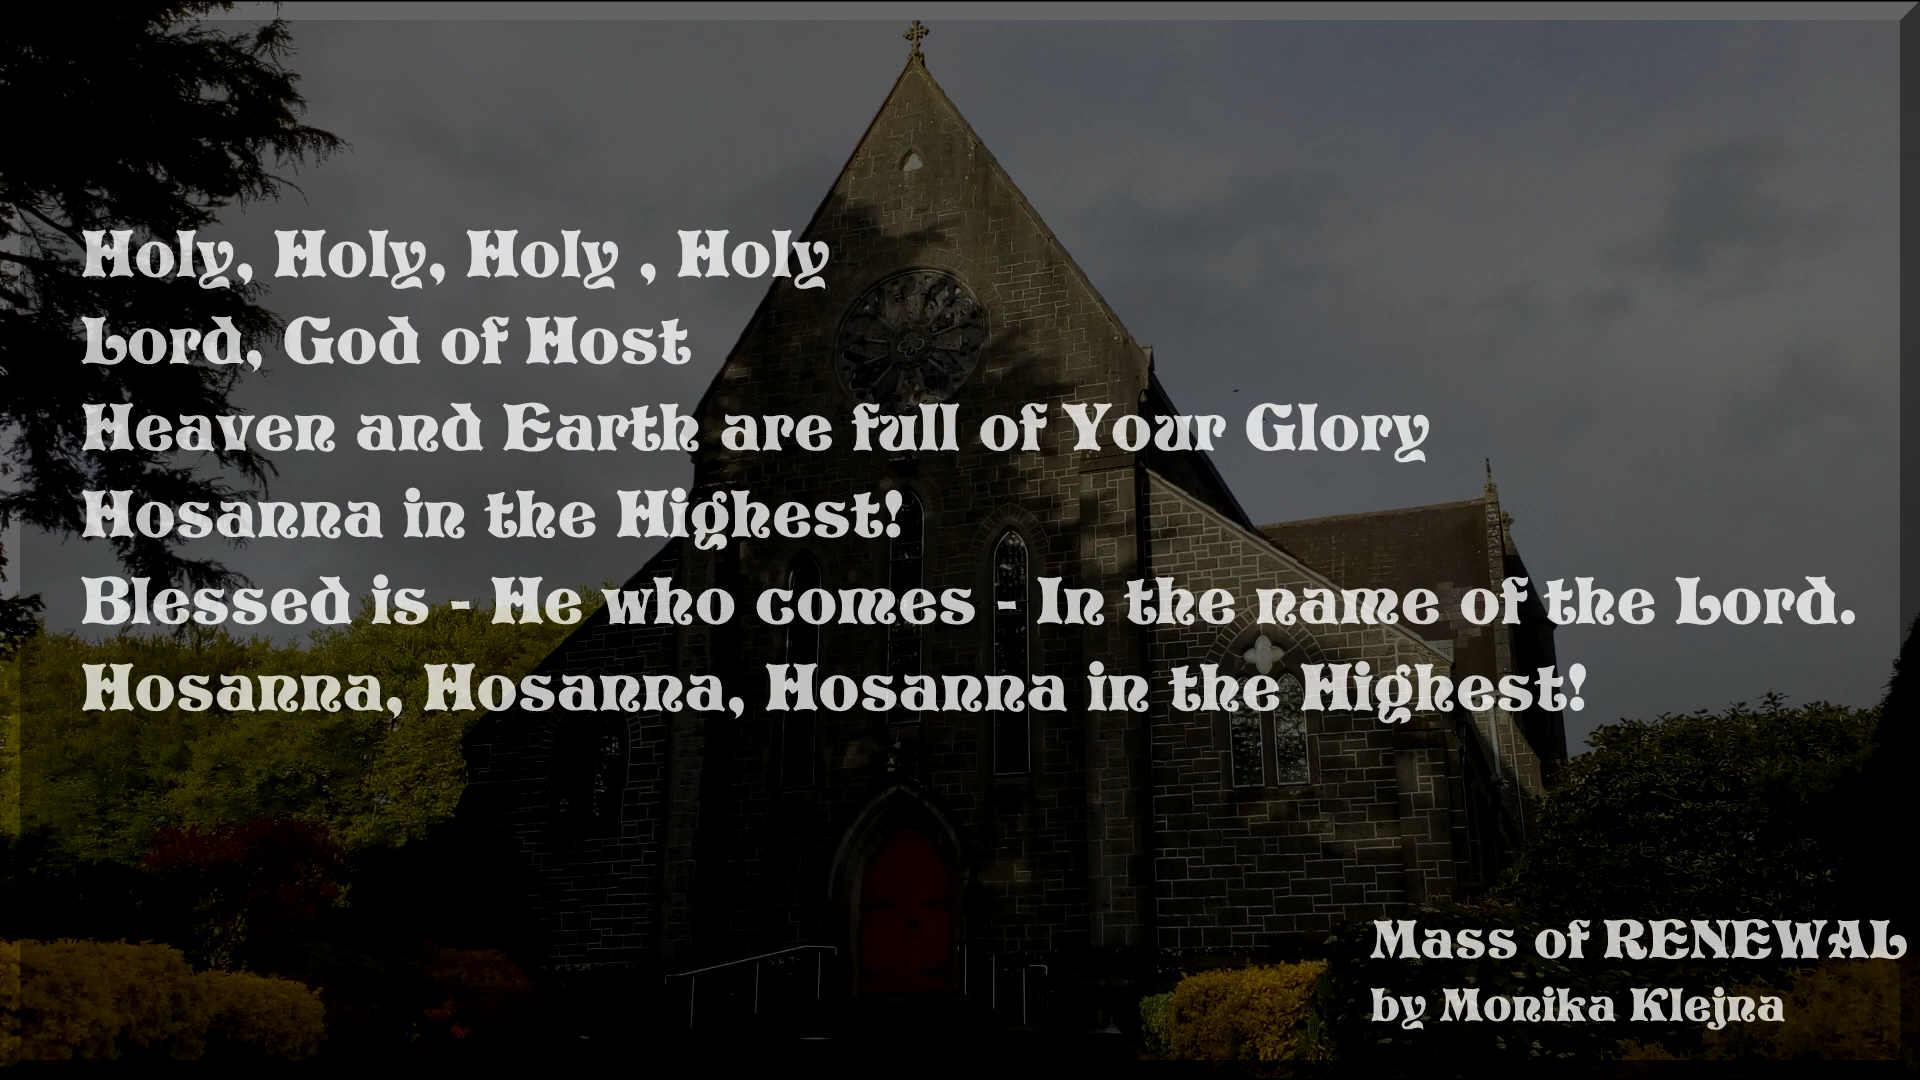 Holy, Holy, Holy , Holy
Lord, God of Host
Heaven and Earth are full of Your Glory
Hosanna in the Highest!
Blessed is - He who comes - In the name of the Lord.
Hosanna, Hosanna, Hosanna in the Highest!
Mass of RENEWAL
by Monika Klejna